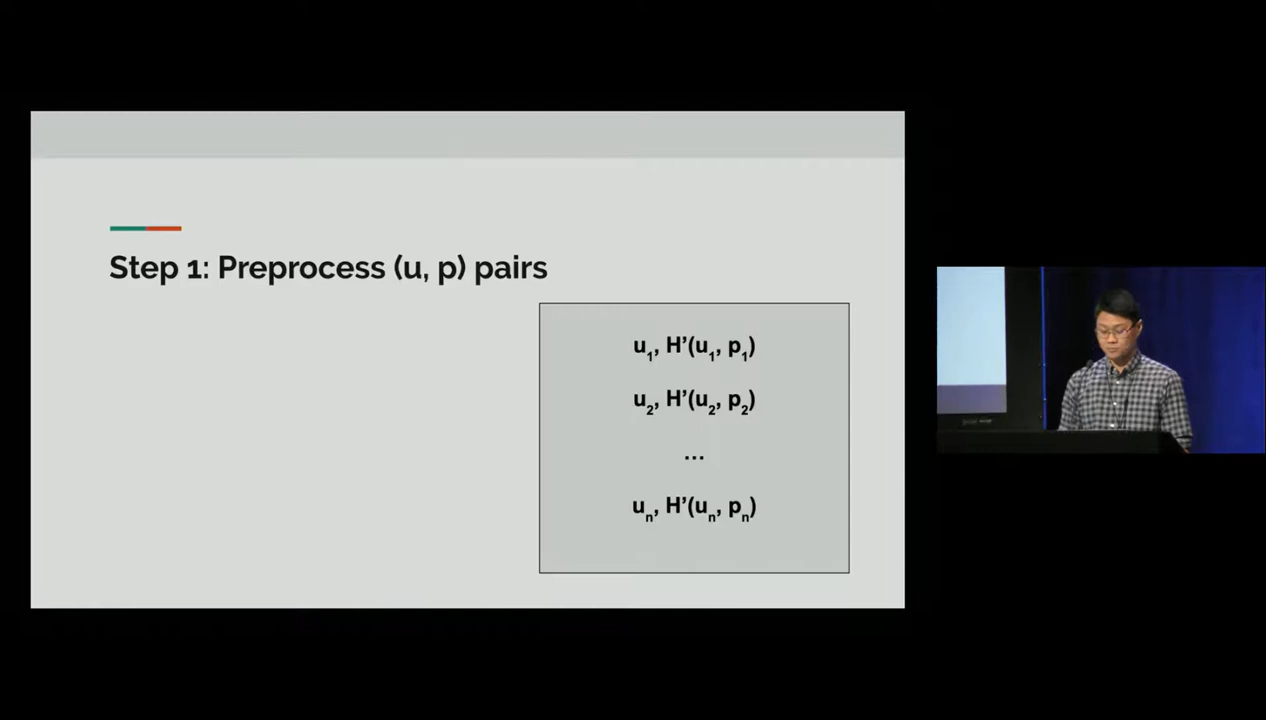 Step 1: Preprocess (u, p) pairs
u₁, H’(u₁, p₁)
u₂, H’(u₂, p₂)
...
uₙ, H’(uₙ, pₙ)